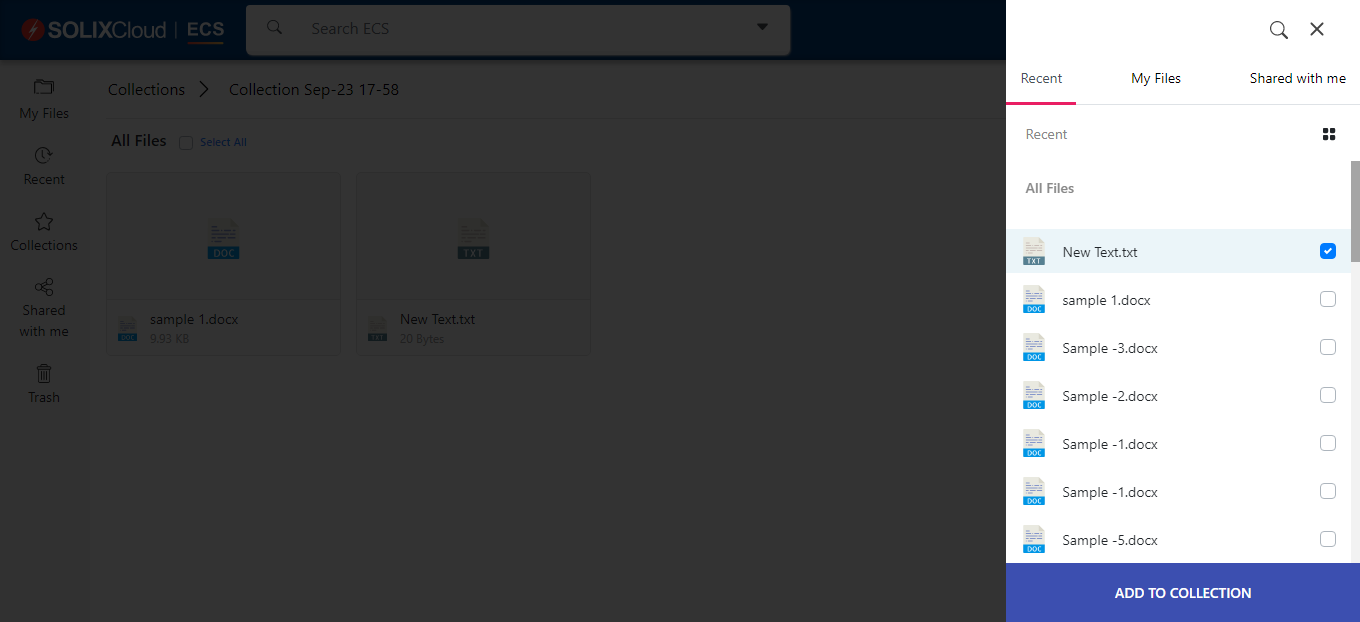 SOLIXCloud | ECS
Search ECS
My Files
Recent
Collections
Shared
with me
Trash
Collections
Collection Sep-23 17-58
All Files
Select All
DOC
DOC
sample 1.docx
9.93 KB
TXT
TXT
New Text.txt
20 Bytes
Recent
My Files
Shared with me
Recent
All Files
TXT
New Text.txt
DOC
sample 1.docx
DOC
Sample -3.docx
DOC
Sample -2.docx
DOC
Sample -1.docx
DOC
Sample -1.docx
DOC
Sample -5.docx
ADD TO COLLECTION